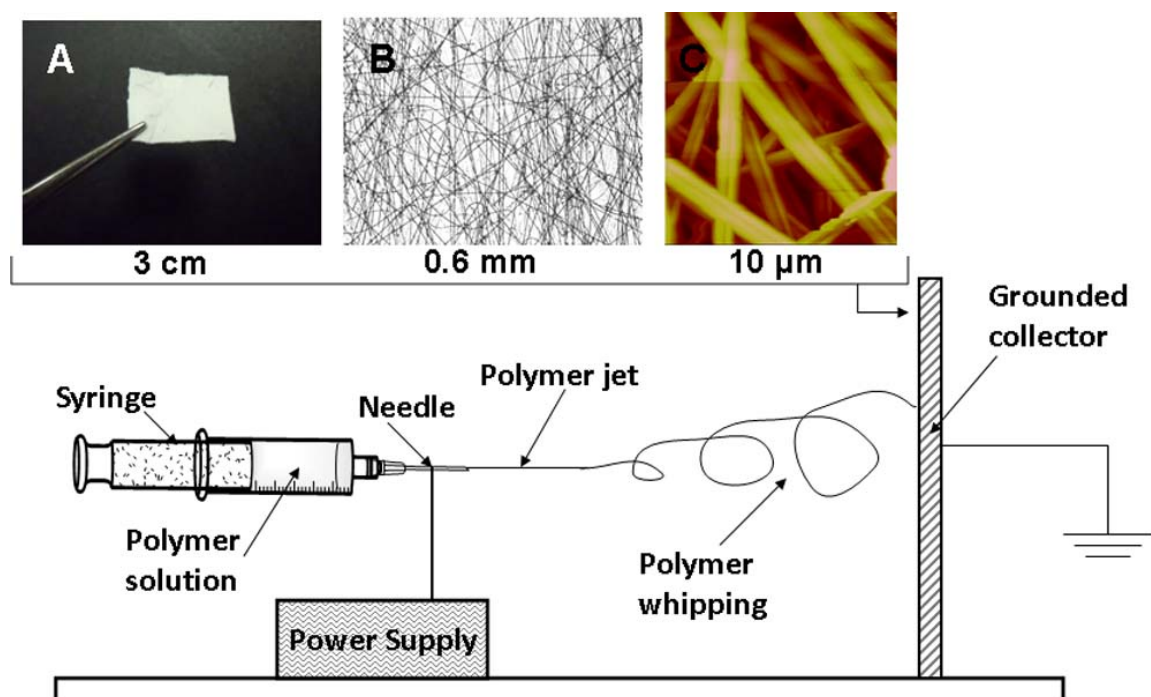 A
B
C
3 cm
0.6 mm
10 µm
Grounded
collector
Syringe
Needle
Polymer jet
Polymer
solution
Polymer
whipping
Power Supply